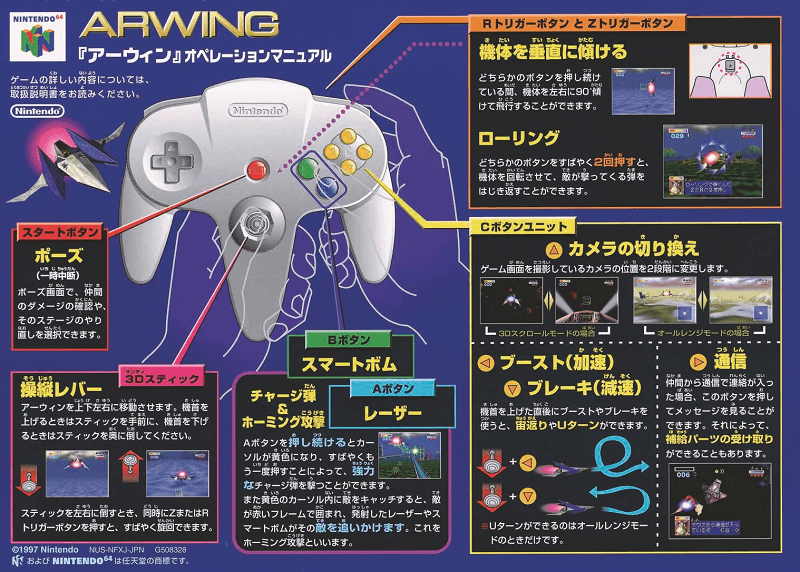 NINTENDO64
NINTENDO64
ARWING
『アーウィン』オペレーションマニュアル
ゲームの詳しい内容については、
取扱説明書をお読みください。
Nintendo
Nintendo
スタートボタン
ポーズ
(一時中断)
ポーズ画面で、仲間
のダメージの確認や、
そのステージのやり
直しを選択できます。
3Dスティック
操縦レバー
アーウィンを上下左右に移動させます。機首を
上げるときはスティックを手前に、機首を下げ
るときはスティックを奥に倒してください。
スティックを左右に倒すとき、同時にZまたはR
トリガーボタンを押すと、すばやく旋回できます。
Bボタン
スマートボム
Aボタン
レーザー
チャージ弾
&
ホーミング攻撃
Aボタンを押し続けるとカー
ソルが黄色になり、すばやくも
う一度押すことによって、強力
なチャージ弾を撃つことができます。
また黄色のカーソル内に敵をキャッチすると、敵
が赤いフレームで囲まれ、発射したレーザーやス
マートボムがその敵を追いかけます。これを
ホーミング攻撃といいます。
RトリガーボタンとZトリガーボタン
機体を垂直に傾ける
どちらかのボタンを押し続け
ている間、機体を左右に90°傾
けて飛行することができます。
ローリング
どちらかのボタンをすばやく2回押すと、
機体を回転させて、敵が撃ってくる弾を
はじき返すことができます。
Cボタンユニット
カメラの切り換え
ゲーム画面を撮影しているカメラの位置を2段階に変更します。
3Dスクロールモードの場合
オールレンジモードの場合
ブースト(加速)
ブレーキ(減速)
機首を上げた直後にブーストやブレーキを
使うと、宙返りやUターンができます。
+
+
※Uターンができるのはオールレンジモー
ドのときだけです。
通信
仲間から通信で連絡が入っ
た場合、このボタンを押し
てメッセージを見ることが
できます。それによって、
補給パーツの受け取り
ができることもあります。
©1997 Nintendo NUS-NFXJ-JPN G508328
および NINTENDO64 は任天堂の商標です。